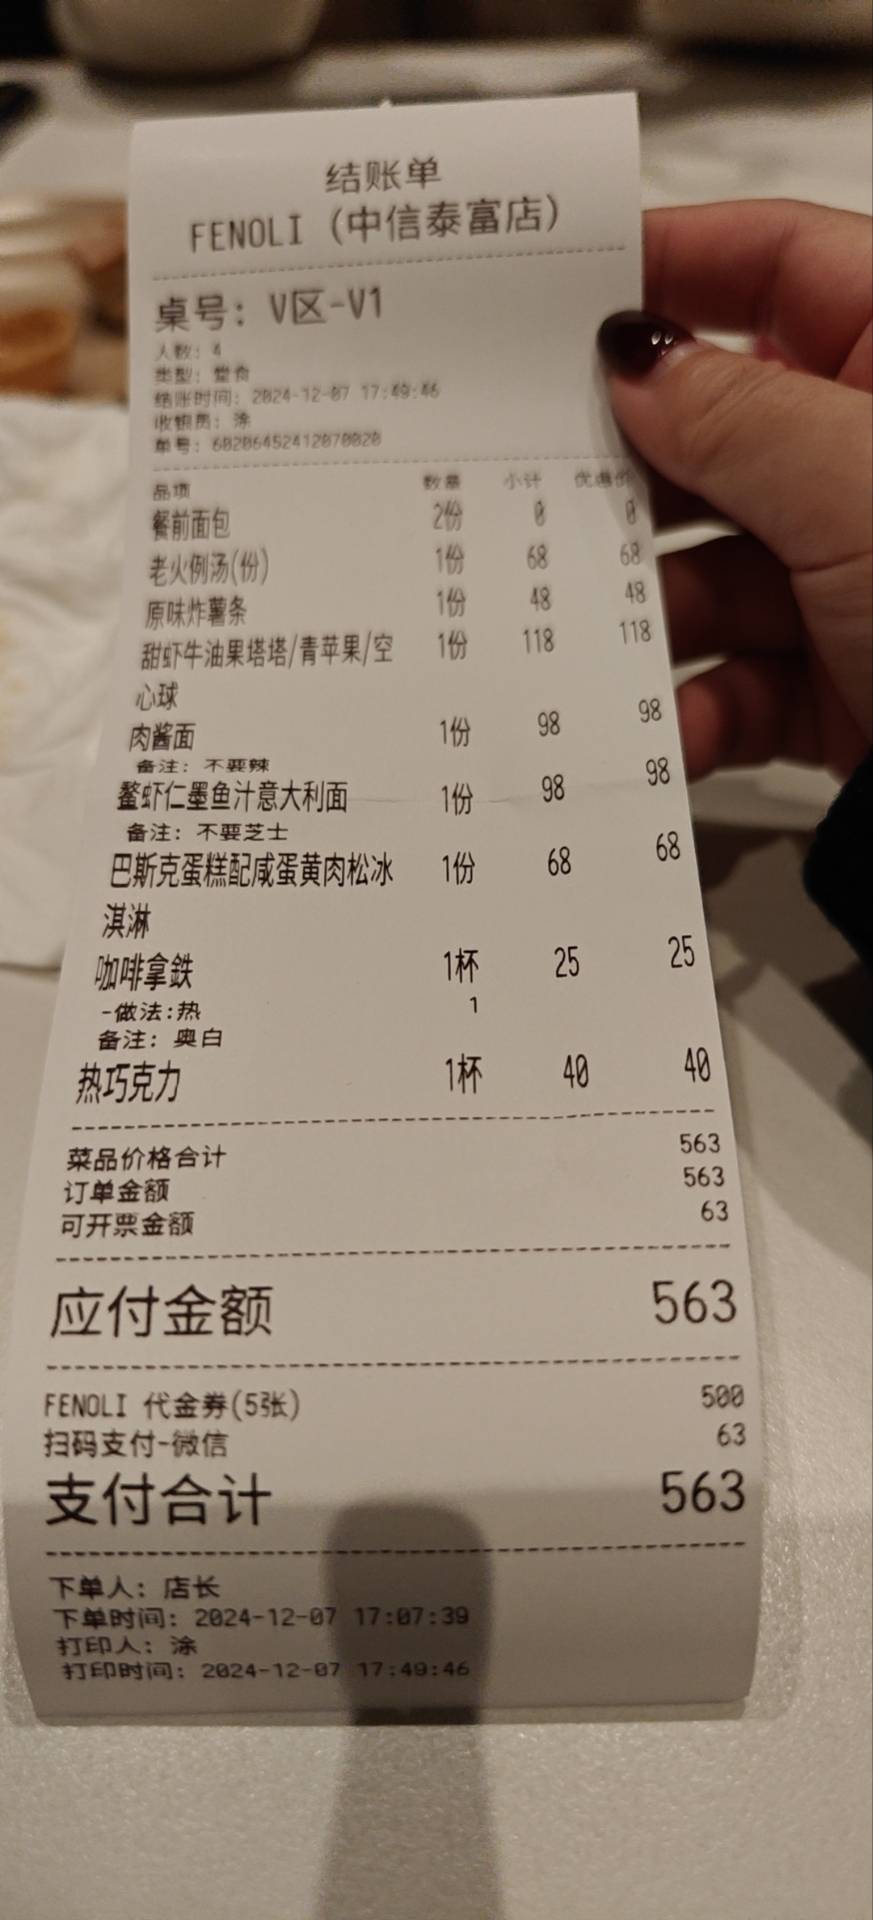 结账单
FENOLI (中信泰富店)
桌号: V区-V1
人数: 4
类型: 堂食
结账时间: 2024-12-07 17:49:46
收银员: 涂
单号: 60206452412070020
品项 数量 小计 优惠价
餐前面包 2份 0 0
老火例汤(份) 1份 68 68
原味炸薯条 1份 48 48
甜虾牛油果塔塔/青苹果/空 1份 118 118
心球
肉酱面 1份 98 98
备注: 不要辣
鳌虾仁墨鱼汁意大利面 1份 98 98
备注: 不要芝士
巴斯克蛋糕配咸蛋黄肉松冰 1份 68 68
淇淋
咖啡拿鉄 1杯 25 25
-做法:热 1
备注: 奥白
热巧克力 1杯 40 40
菜品价格合计 563
订单金额 563
可开票金额 63
应付金额 563
FENOLI 代金券(5张) 500
扫码支付-微信 63
支付合计 563
下单人: 店长
下单时间: 2024-12-07 17:07:39
打印人: 涂
打印时间: 2024-12-07 17:49:46